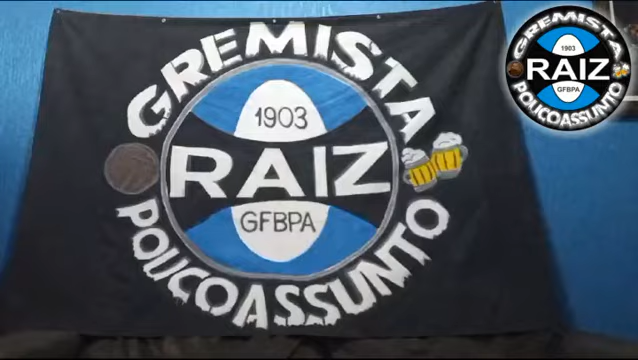 GREMISTA
1903
RAIZ
GFBPA
POUCOASSUNTO
GREMISTA
1903
RAIZ
GFBPA
POUCOASSUNTO